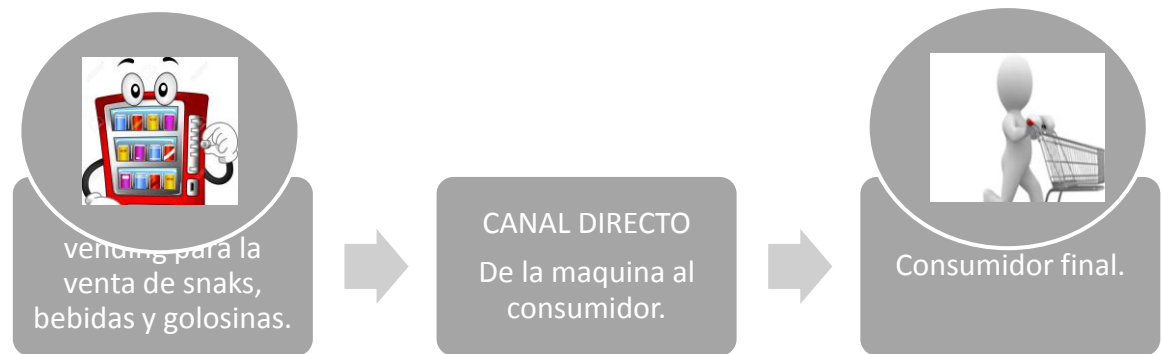 vending para la
venta de snaks,
bebidas y golosinas.
CANAL DIRECTO
De la maquina al
consumidor.
Consumidor final.